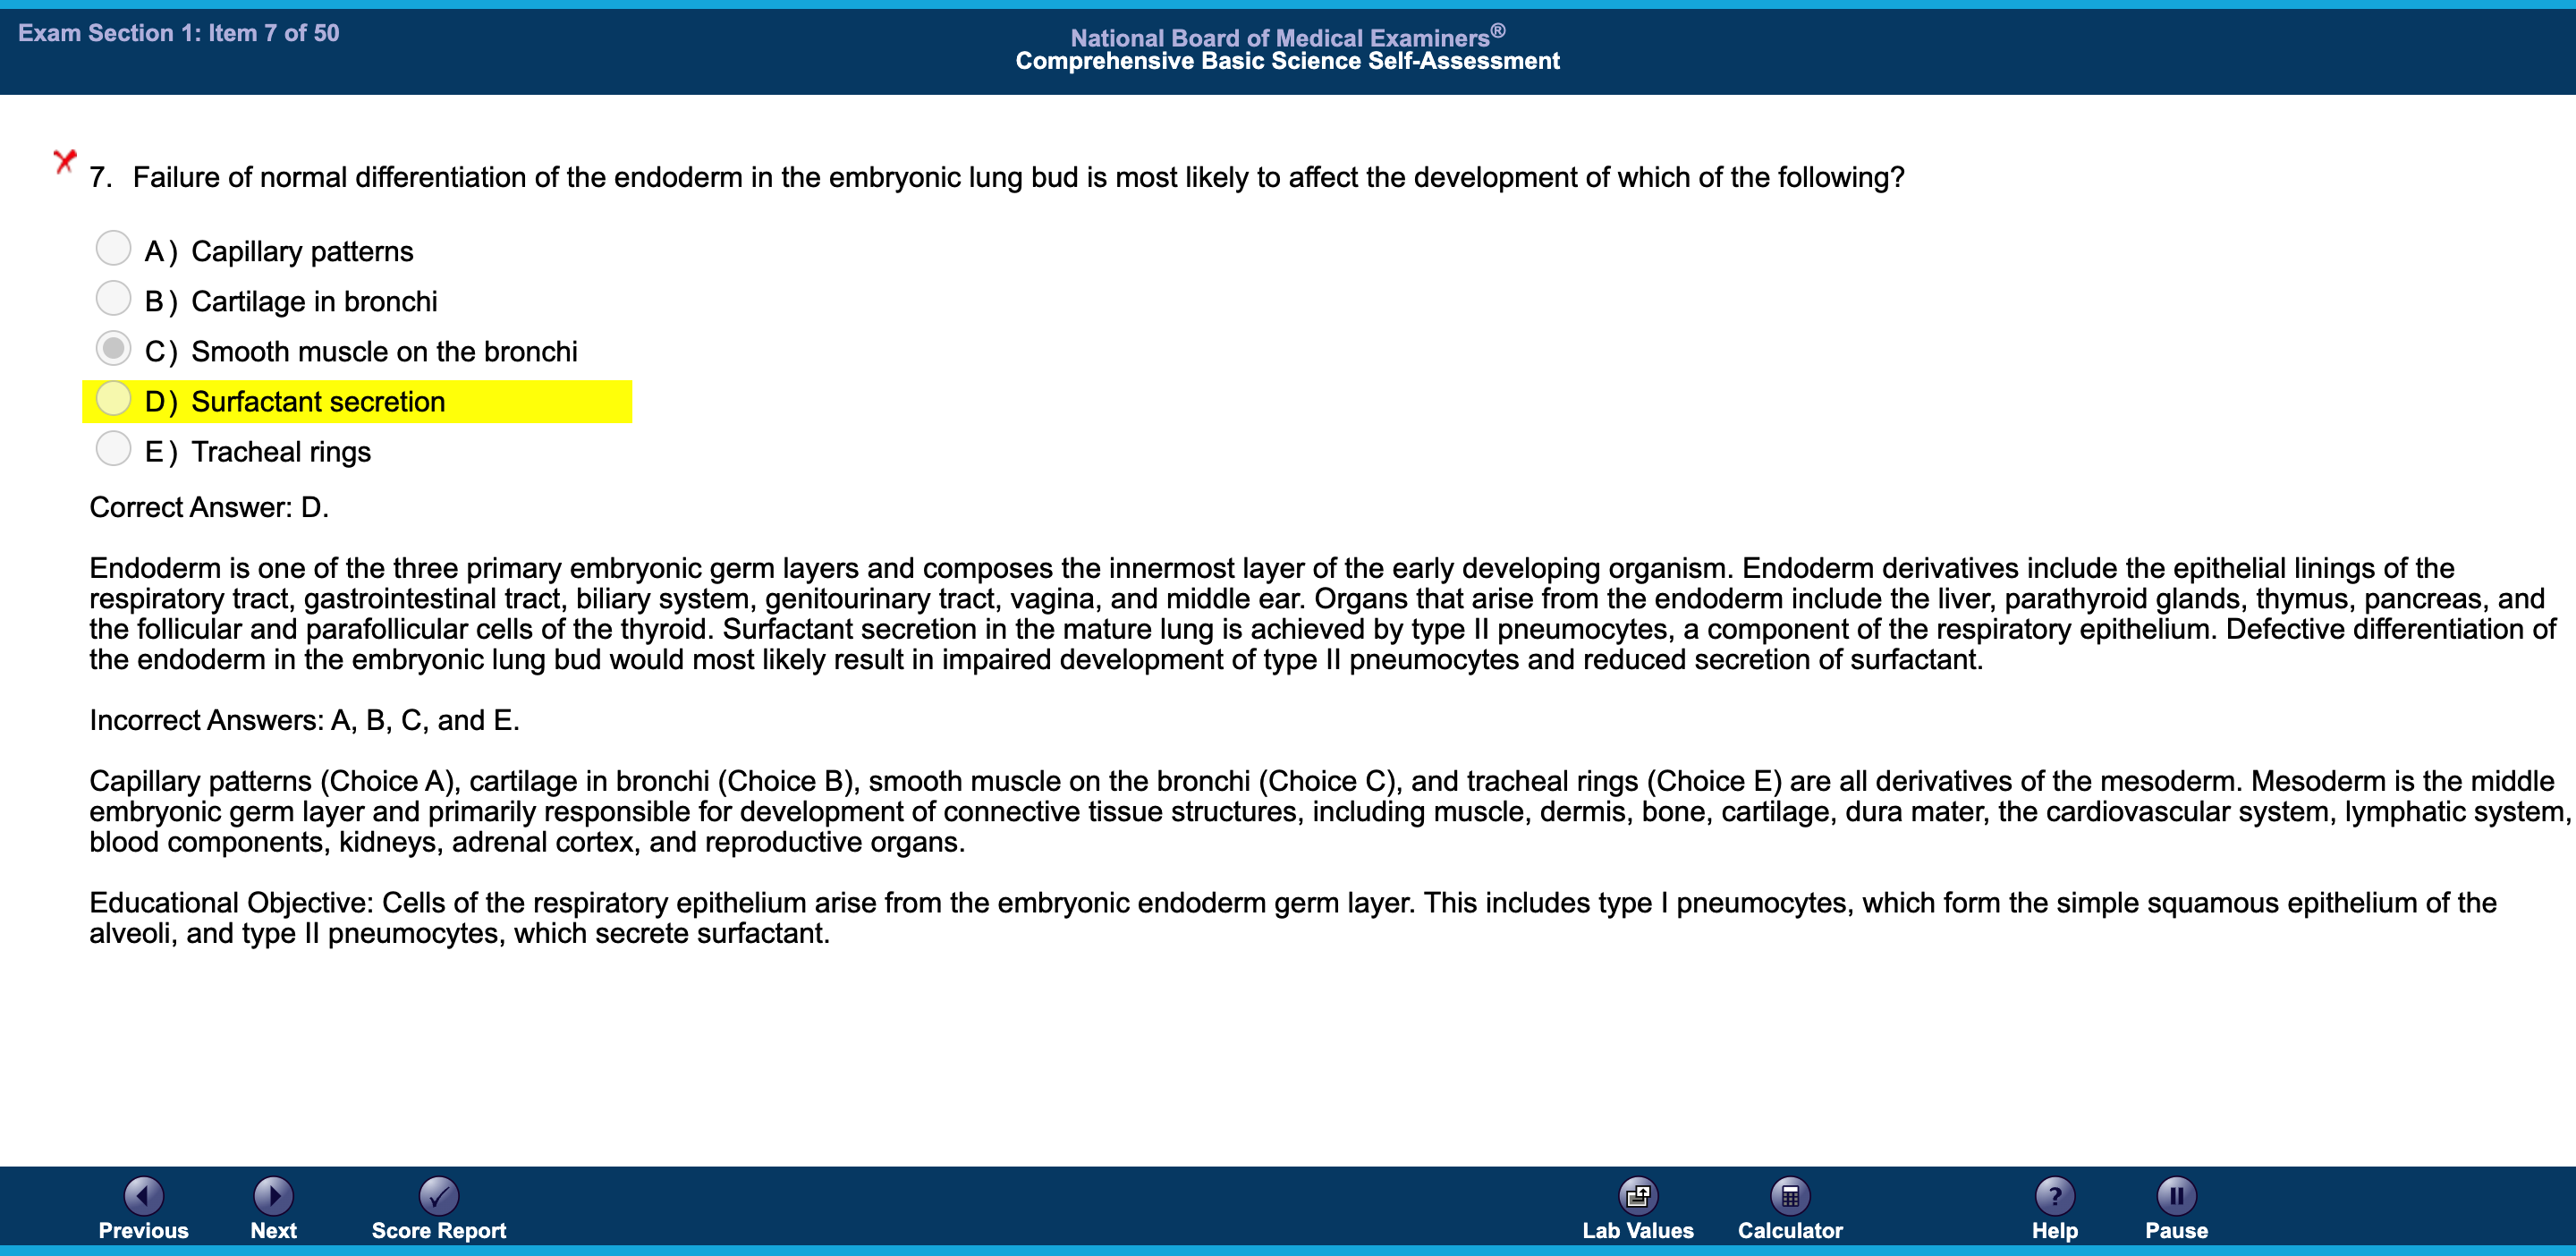 Exam Section 1: Item 7 of 50
National Board of Medical Examiners®
Comprehensive Basic Science Self-Assessment
7. Failure of normal differentiation of the endoderm in the embryonic lung bud is most likely to affect the development of which of the following?
A) Capillary patterns
B) Cartilage in bronchi
C) Smooth muscle on the bronchi
D) Surfactant secretion
E) Tracheal rings
Correct Answer: D.
Endoderm is one of the three primary embryonic germ layers and composes the innermost layer of the early developing organism. Endoderm derivatives include the epithelial linings of the
respiratory tract, gastrointestinal tract, biliary system, genitourinary tract, vagina, and middle ear. Organs that arise from the endoderm include the liver, parathyroid glands, thymus, pancreas, and
the follicular and parafollicular cells of the thyroid. Surfactant secretion in the mature lung is achieved by type II pneumocytes, a component of the respiratory epithelium. Defective differentiation of
the endoderm in the embryonic lung bud would most likely result in impaired development of type II pneumocytes and reduced secretion of surfactant.
Incorrect Answers: A, B, C, and E.
Capillary patterns (Choice A), cartilage in bronchi (Choice B), smooth muscle on the bronchi (Choice C), and tracheal rings (Choice E) are all derivatives of the mesoderm. Mesoderm is the middle
embryonic germ layer and primarily responsible for development of connective tissue structures, including muscle, dermis, bone, cartilage, dura mater, the cardiovascular system, lymphatic system,
blood components, kidneys, adrenal cortex, and reproductive organs.
Educational Objective: Cells of the respiratory epithelium arise from the embryonic endoderm germ layer. This includes type I pneumocytes, which form the simple squamous epithelium of the
alveoli, and type II pneumocytes, which secrete surfactant.
Previous Next Score Report Lab Values Calculator Help Pause